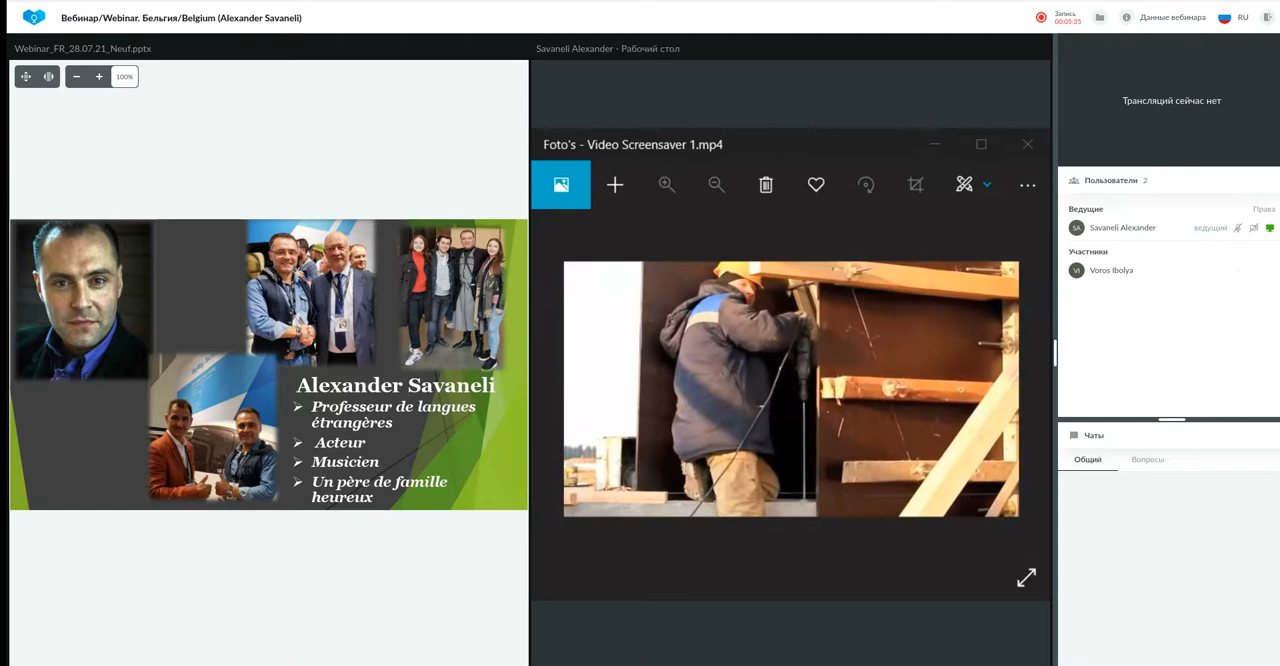 Вебинар/Webinar. Бельгия/Belgium (Alexander Savaneli)
Запись
00:05:35
Данные вебинара
RU
Webinar_FR_28.07.21_Neuf.pptx
100%
Alexander Savaneli
➢ Professeur de langues
étrangères
➢ Acteur
➢ Musicien
➢ Un père de famille
heureux
Savaneli Alexander - Рабочий стол
Foto's - Video Screensaver 1.mp4
Трансляций сейчас нет
Пользователи 2
Ведущие
Права
SA Savaneli Alexander ведущий
Участники
VI Voros Ibolya
Чаты
Общий
Вопросы